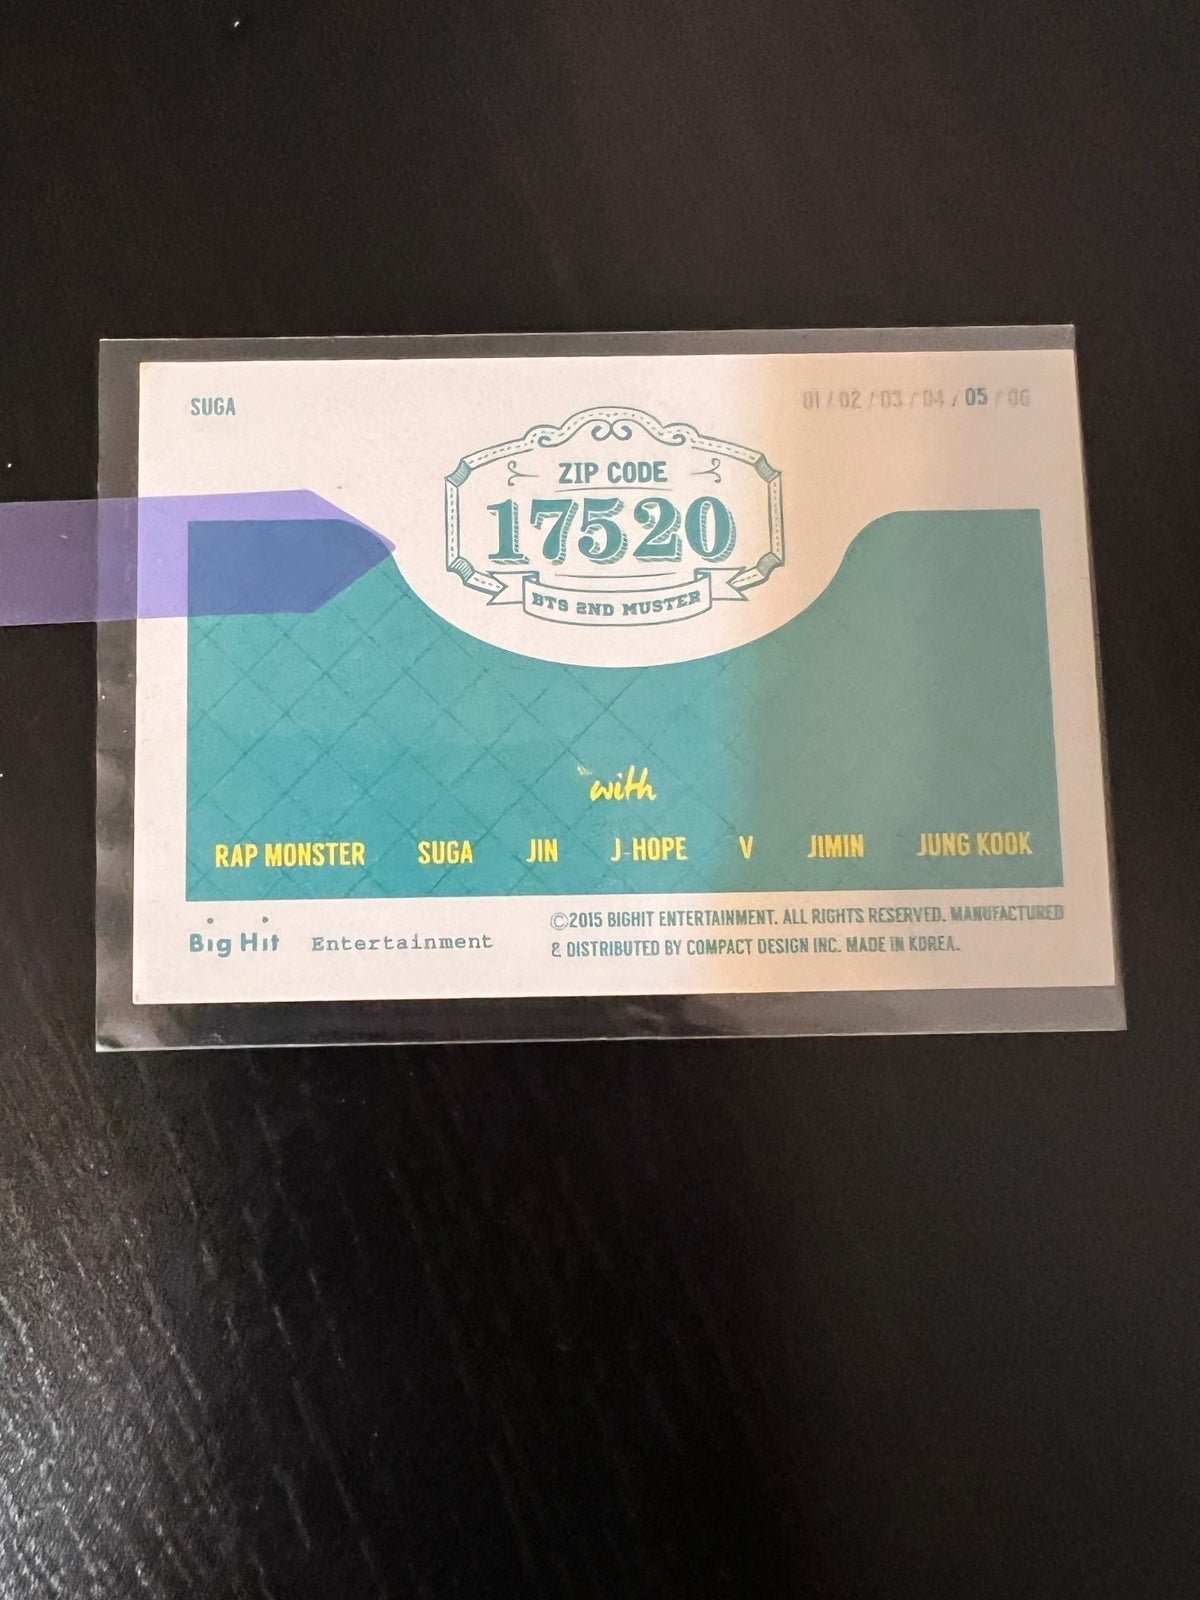 SUGA
01 / 02 / 03 / 04 / 05 / 06
ZIP CODE
17520
BTS 2ND MUSTER
with
RAP MONSTER SUGA JIN J-HOPE V JIMIN JUNG KOOK
Big Hit Entertainment
©2015 BIGHIT ENTERTAINMENT. ALL RIGHTS RESERVED. MANUFACTURED
& DISTRIBUTED BY COMPACT DESIGN INC. MADE IN KOREA.